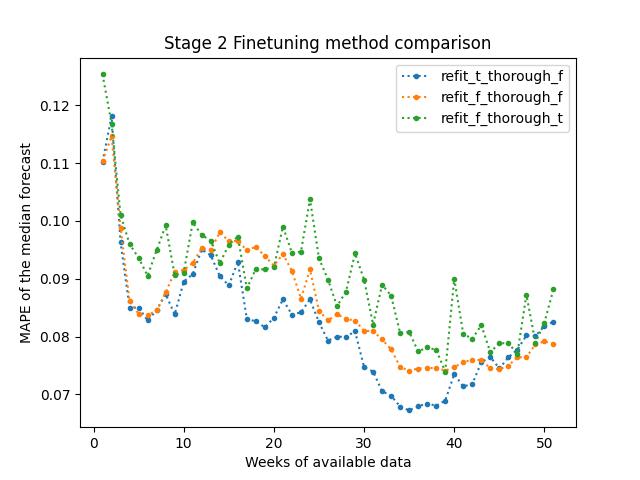 Stage 2 Finetuning method comparison
refit_t_thorough_f
refit_f_thorough_f
refit_f_thorough_t
MAPE of the median forecast
0.12
0.11
0.10
0.09
0.08
0.07
0
10
20
30
40
50
Weeks of available data